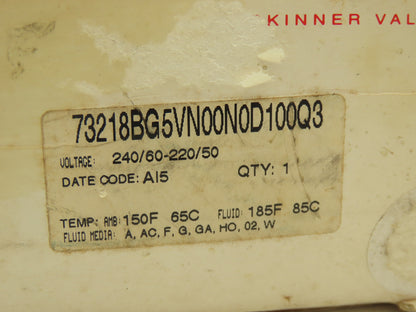 KINNER VAL
73218BG5VN00N0D100Q3
VOLTAGE: 240/60-220/50
DATE CODE: AI5 QTY: 1
TEMP: AMB: 150F 65C FLUID: 185F 85C
FLUID MEDIA: A, AC, F, G, GA, HO, 02, W